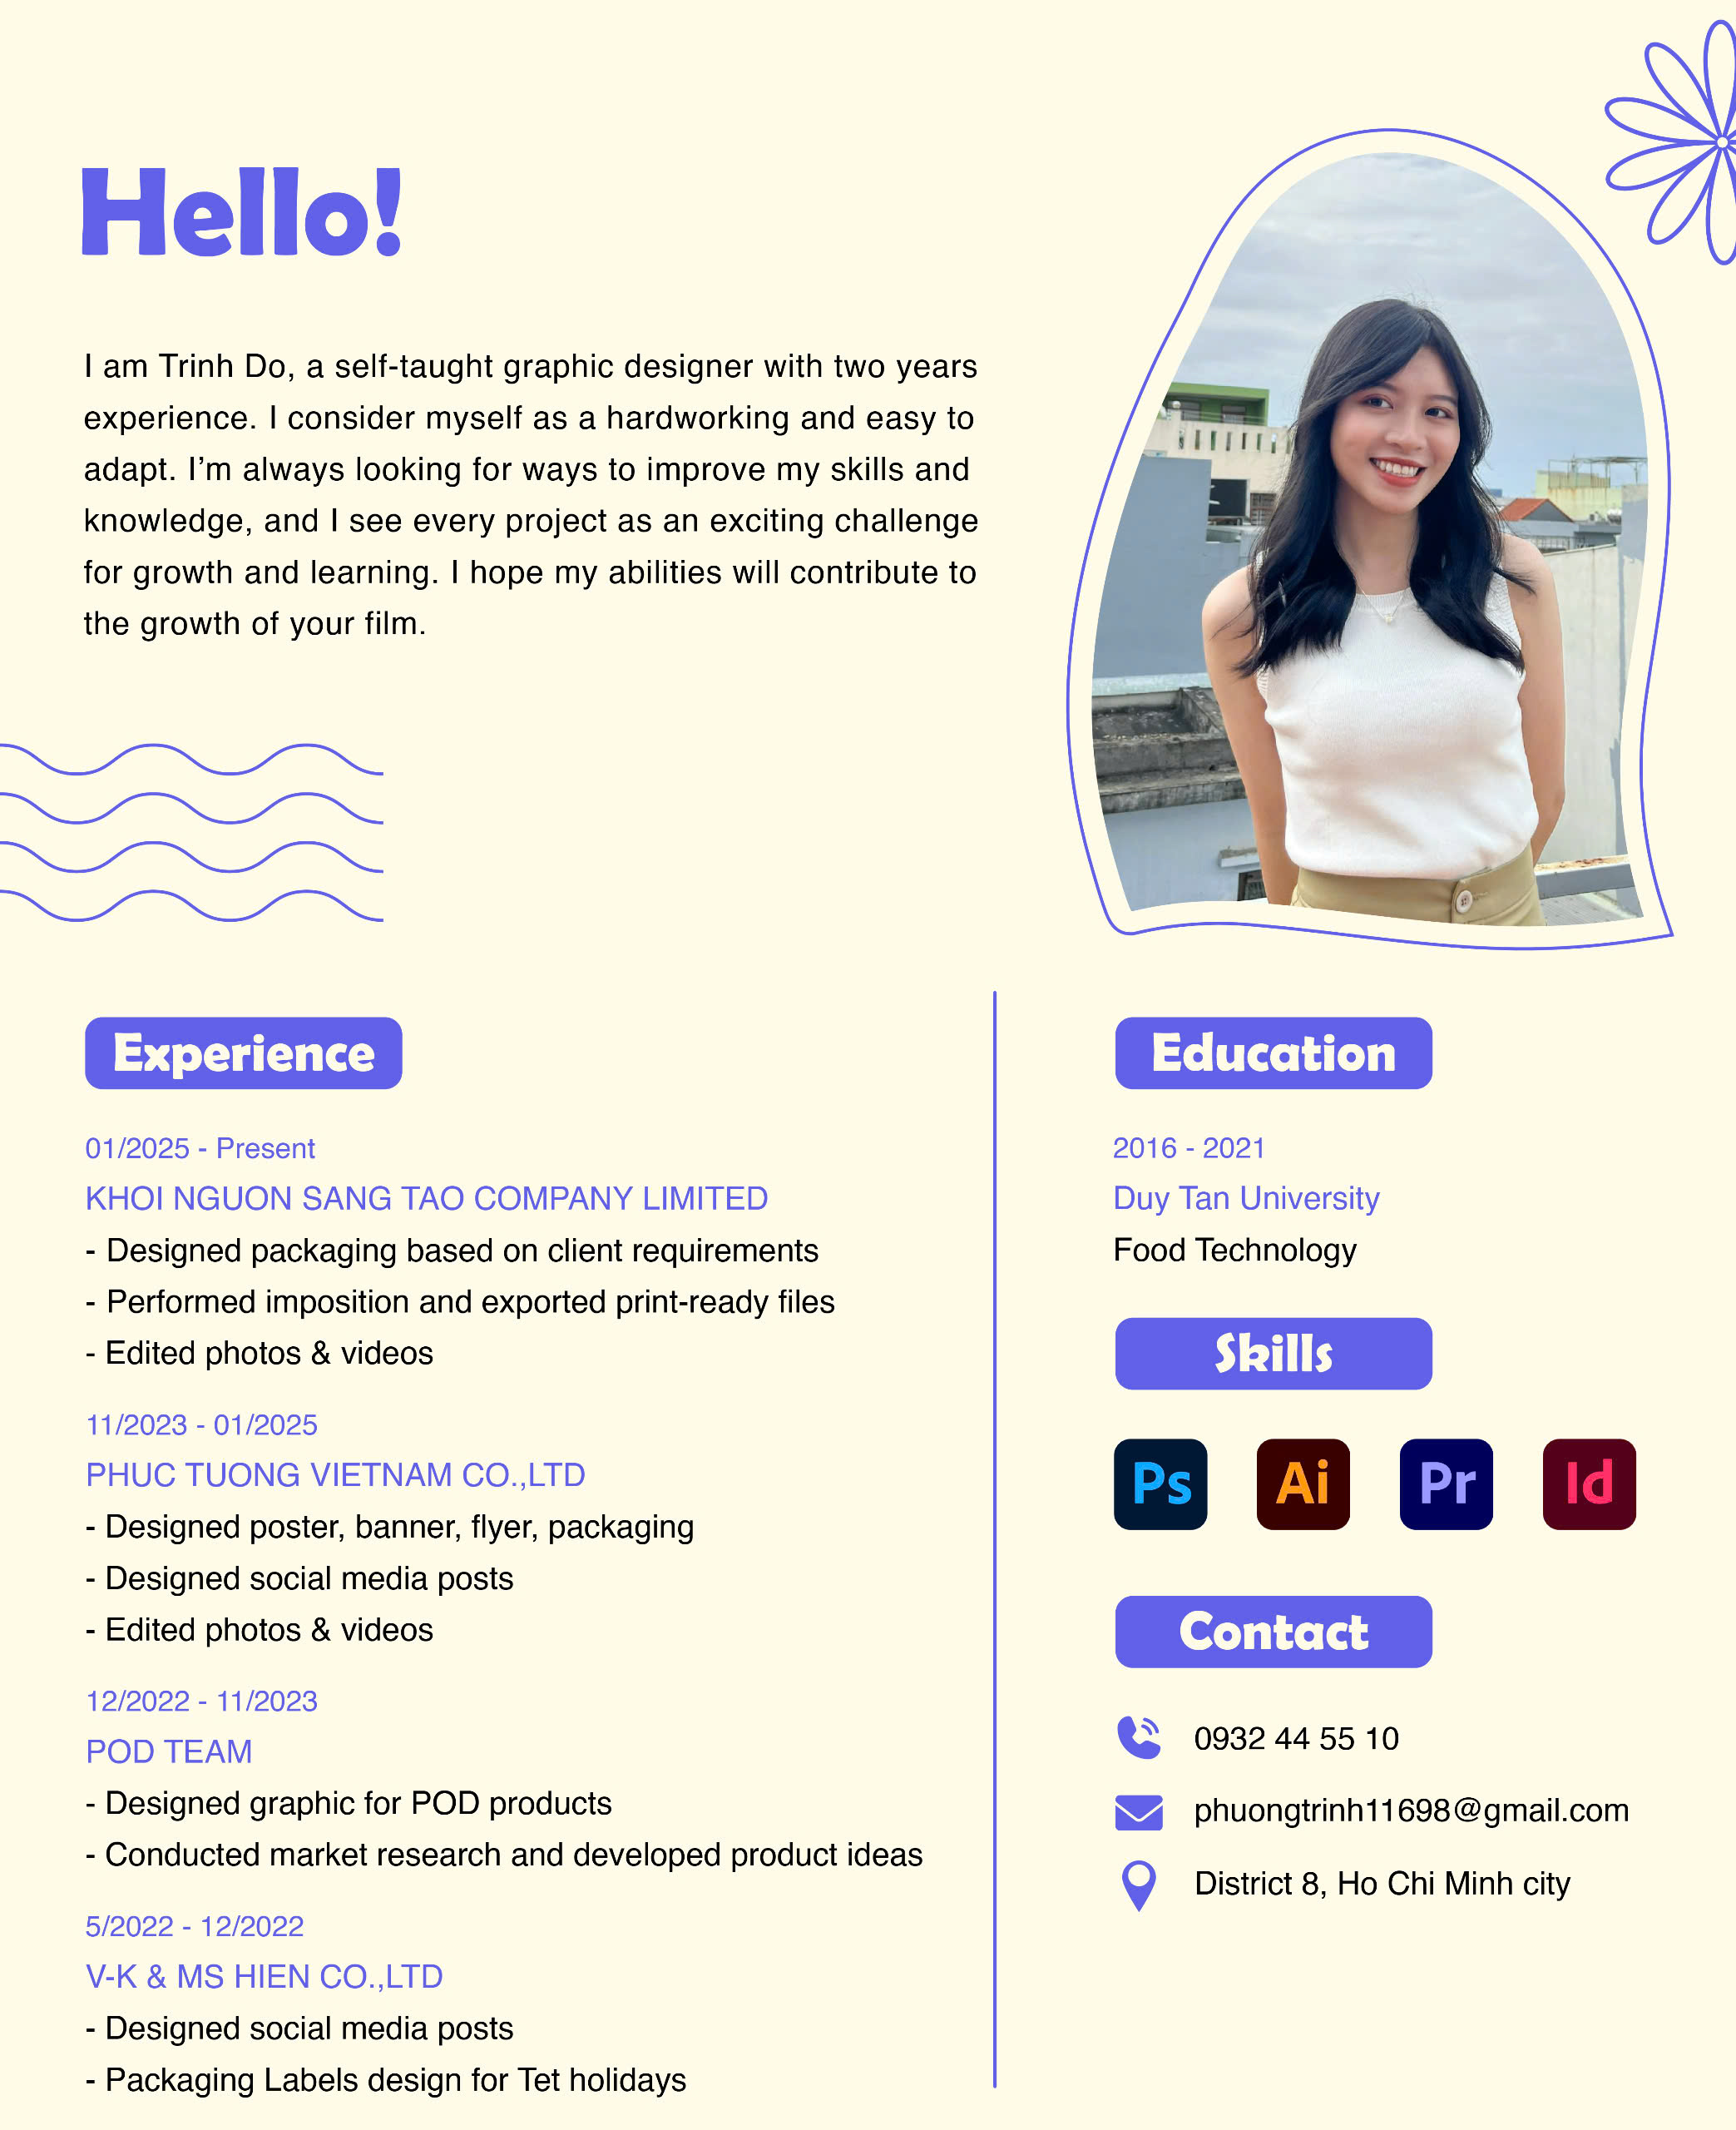 Hello!
I am Trinh Do, a self-taught graphic designer with two years
experience. I consider myself as a hardworking and easy to
adapt. I’m always looking for ways to improve my skills and
knowledge, and I see every project as an exciting challenge
for growth and learning. I hope my abilities will contribute to
the growth of your film.
Experience
01/2025 - Present
KHOI NGUON SANG TAO COMPANY LIMITED
- Designed packaging based on client requirements
- Performed imposition and exported print-ready files
- Edited photos & videos
11/2023 - 01/2025
PHUC TUONG VIETNAM CO.,LTD
- Designed poster, banner, flyer, packaging
- Designed social media posts
- Edited photos & videos
12/2022 - 11/2023
POD TEAM
- Designed graphic for POD products
- Conducted market research and developed product ideas
5/2022 - 12/2022
V-K & MS HIEN CO.,LTD
- Designed social media posts
- Packaging Labels design for Tet holidays
Education
2016 - 2021
Duy Tan University
Food Technology
Skills
Ps Ai Pr Id
Contact
0932 44 55 10
phuongtrinh11698@gmail.com
District 8, Ho Chi Minh city